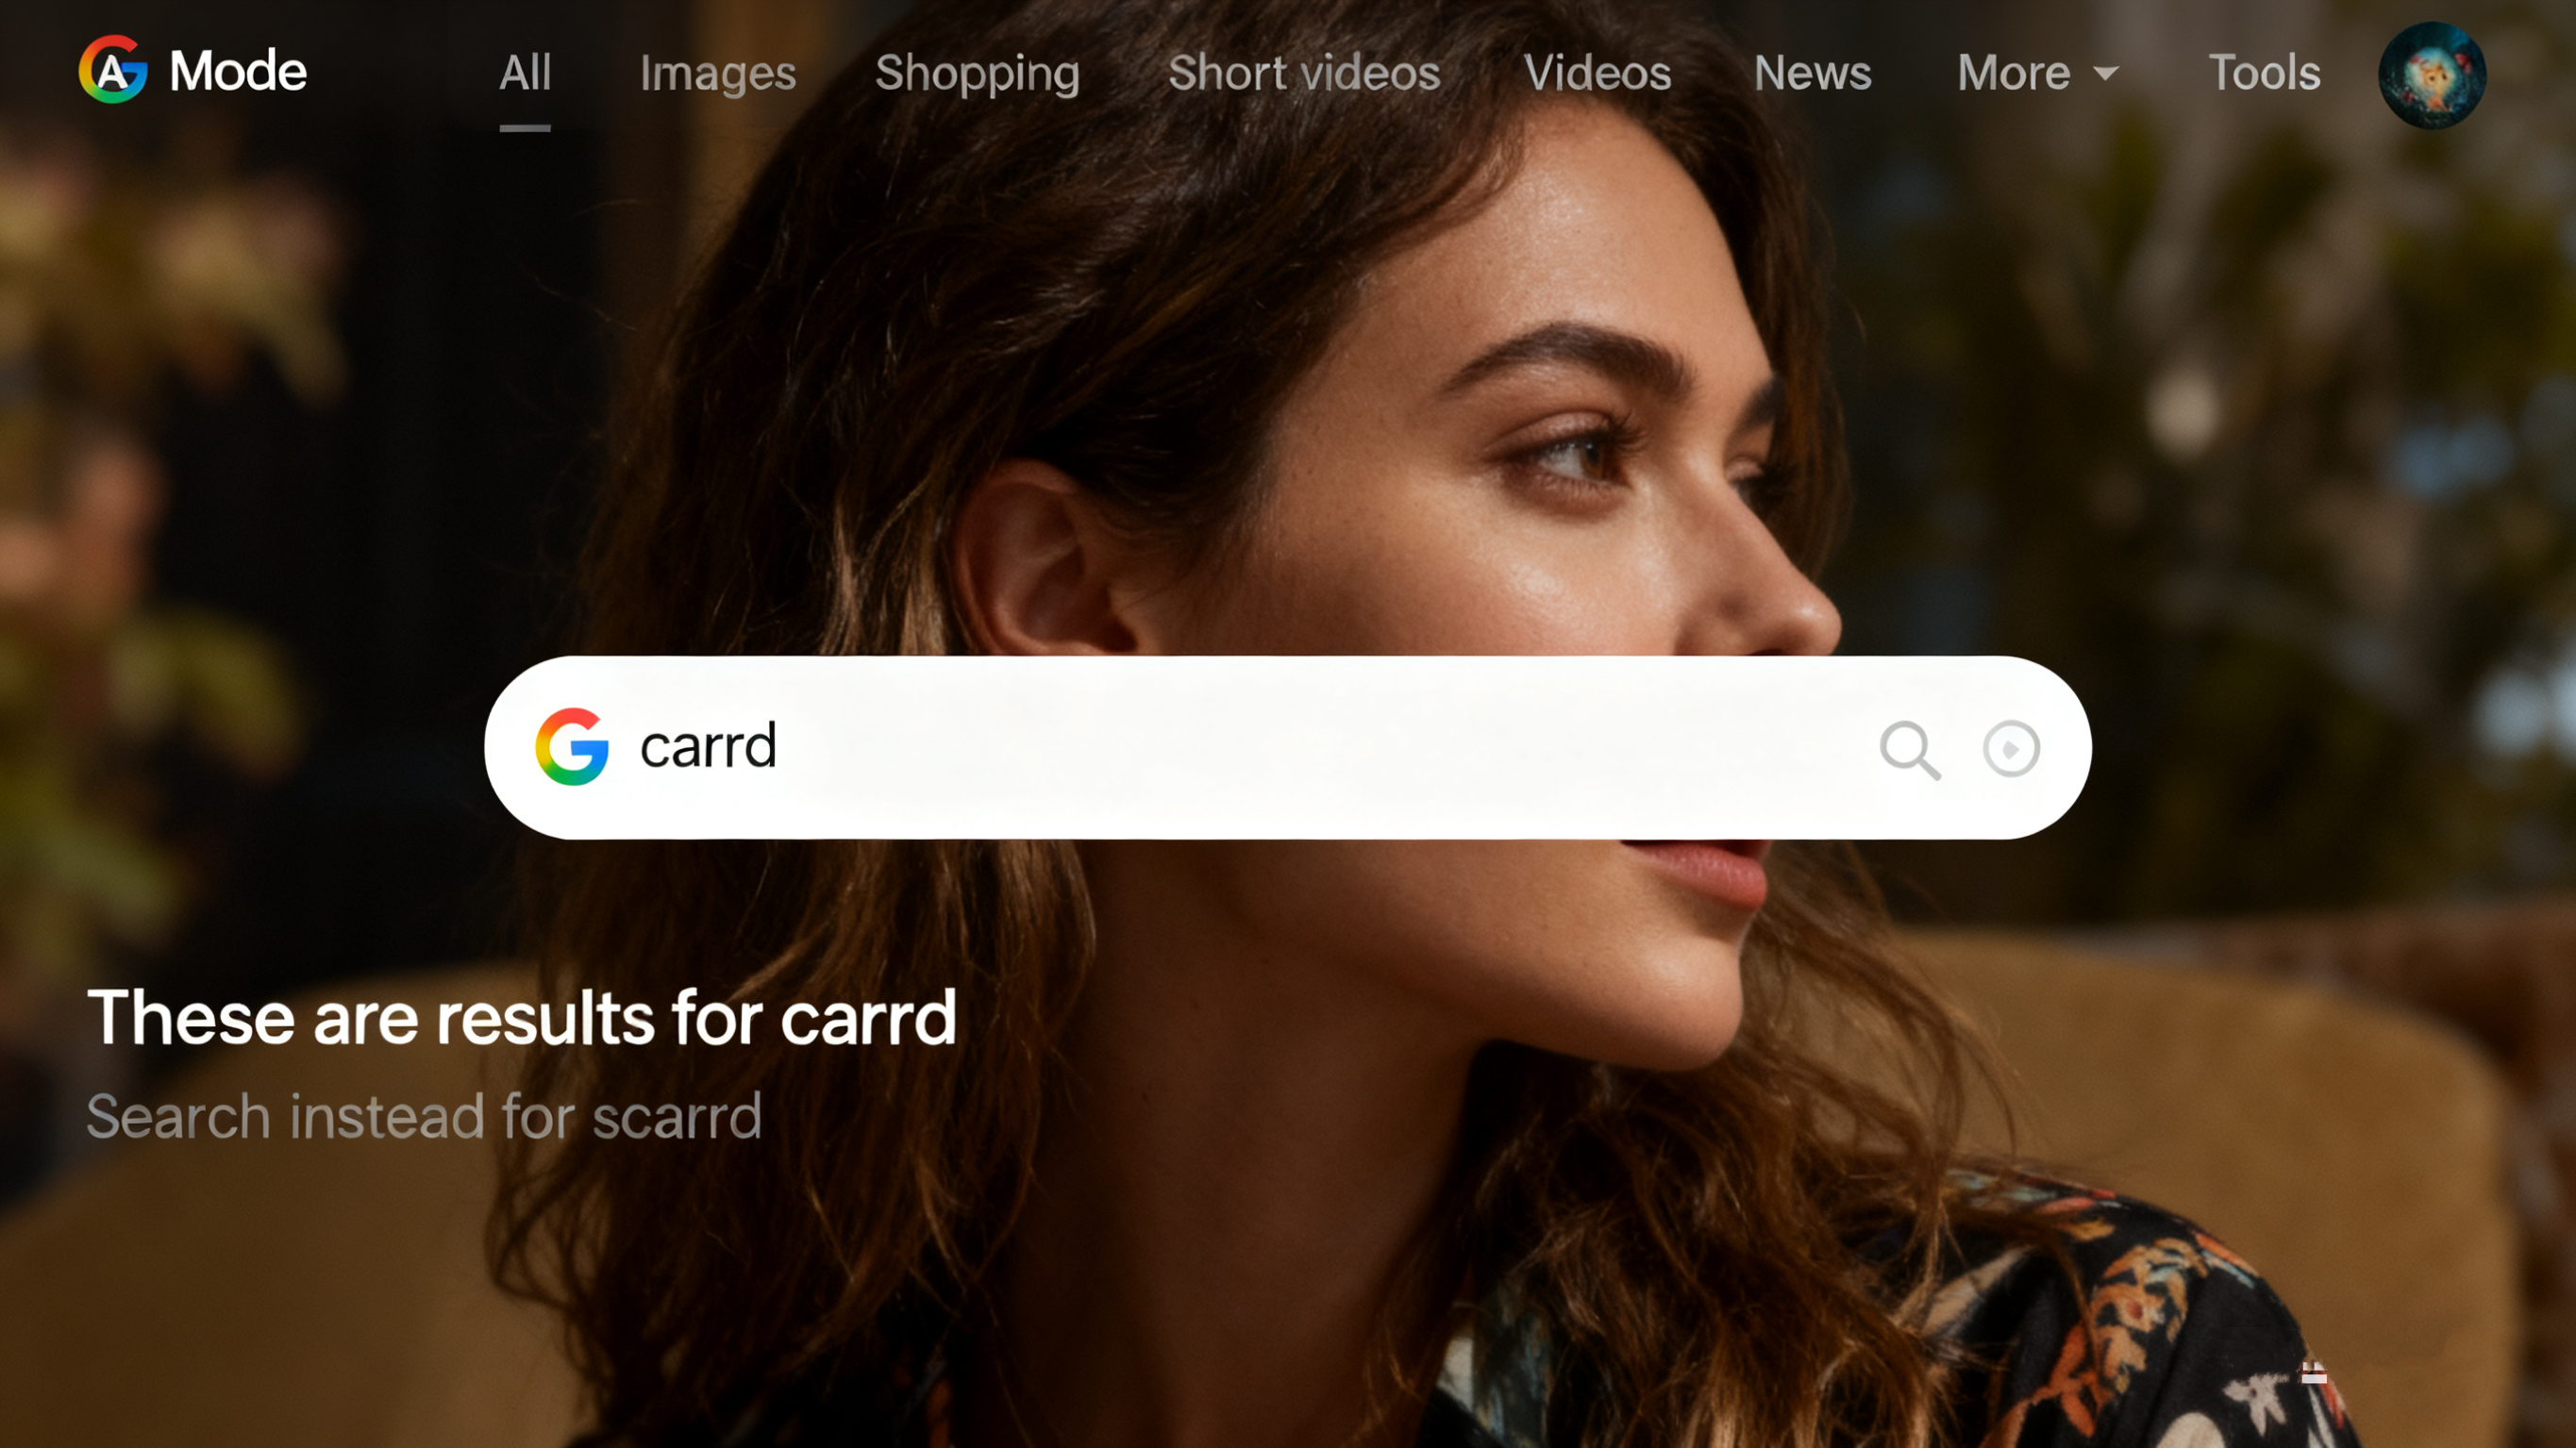 A Mode All Images Shopping Short videos Videos News More Tools
G carrd
These are results for carrd
Search instead for scarrd